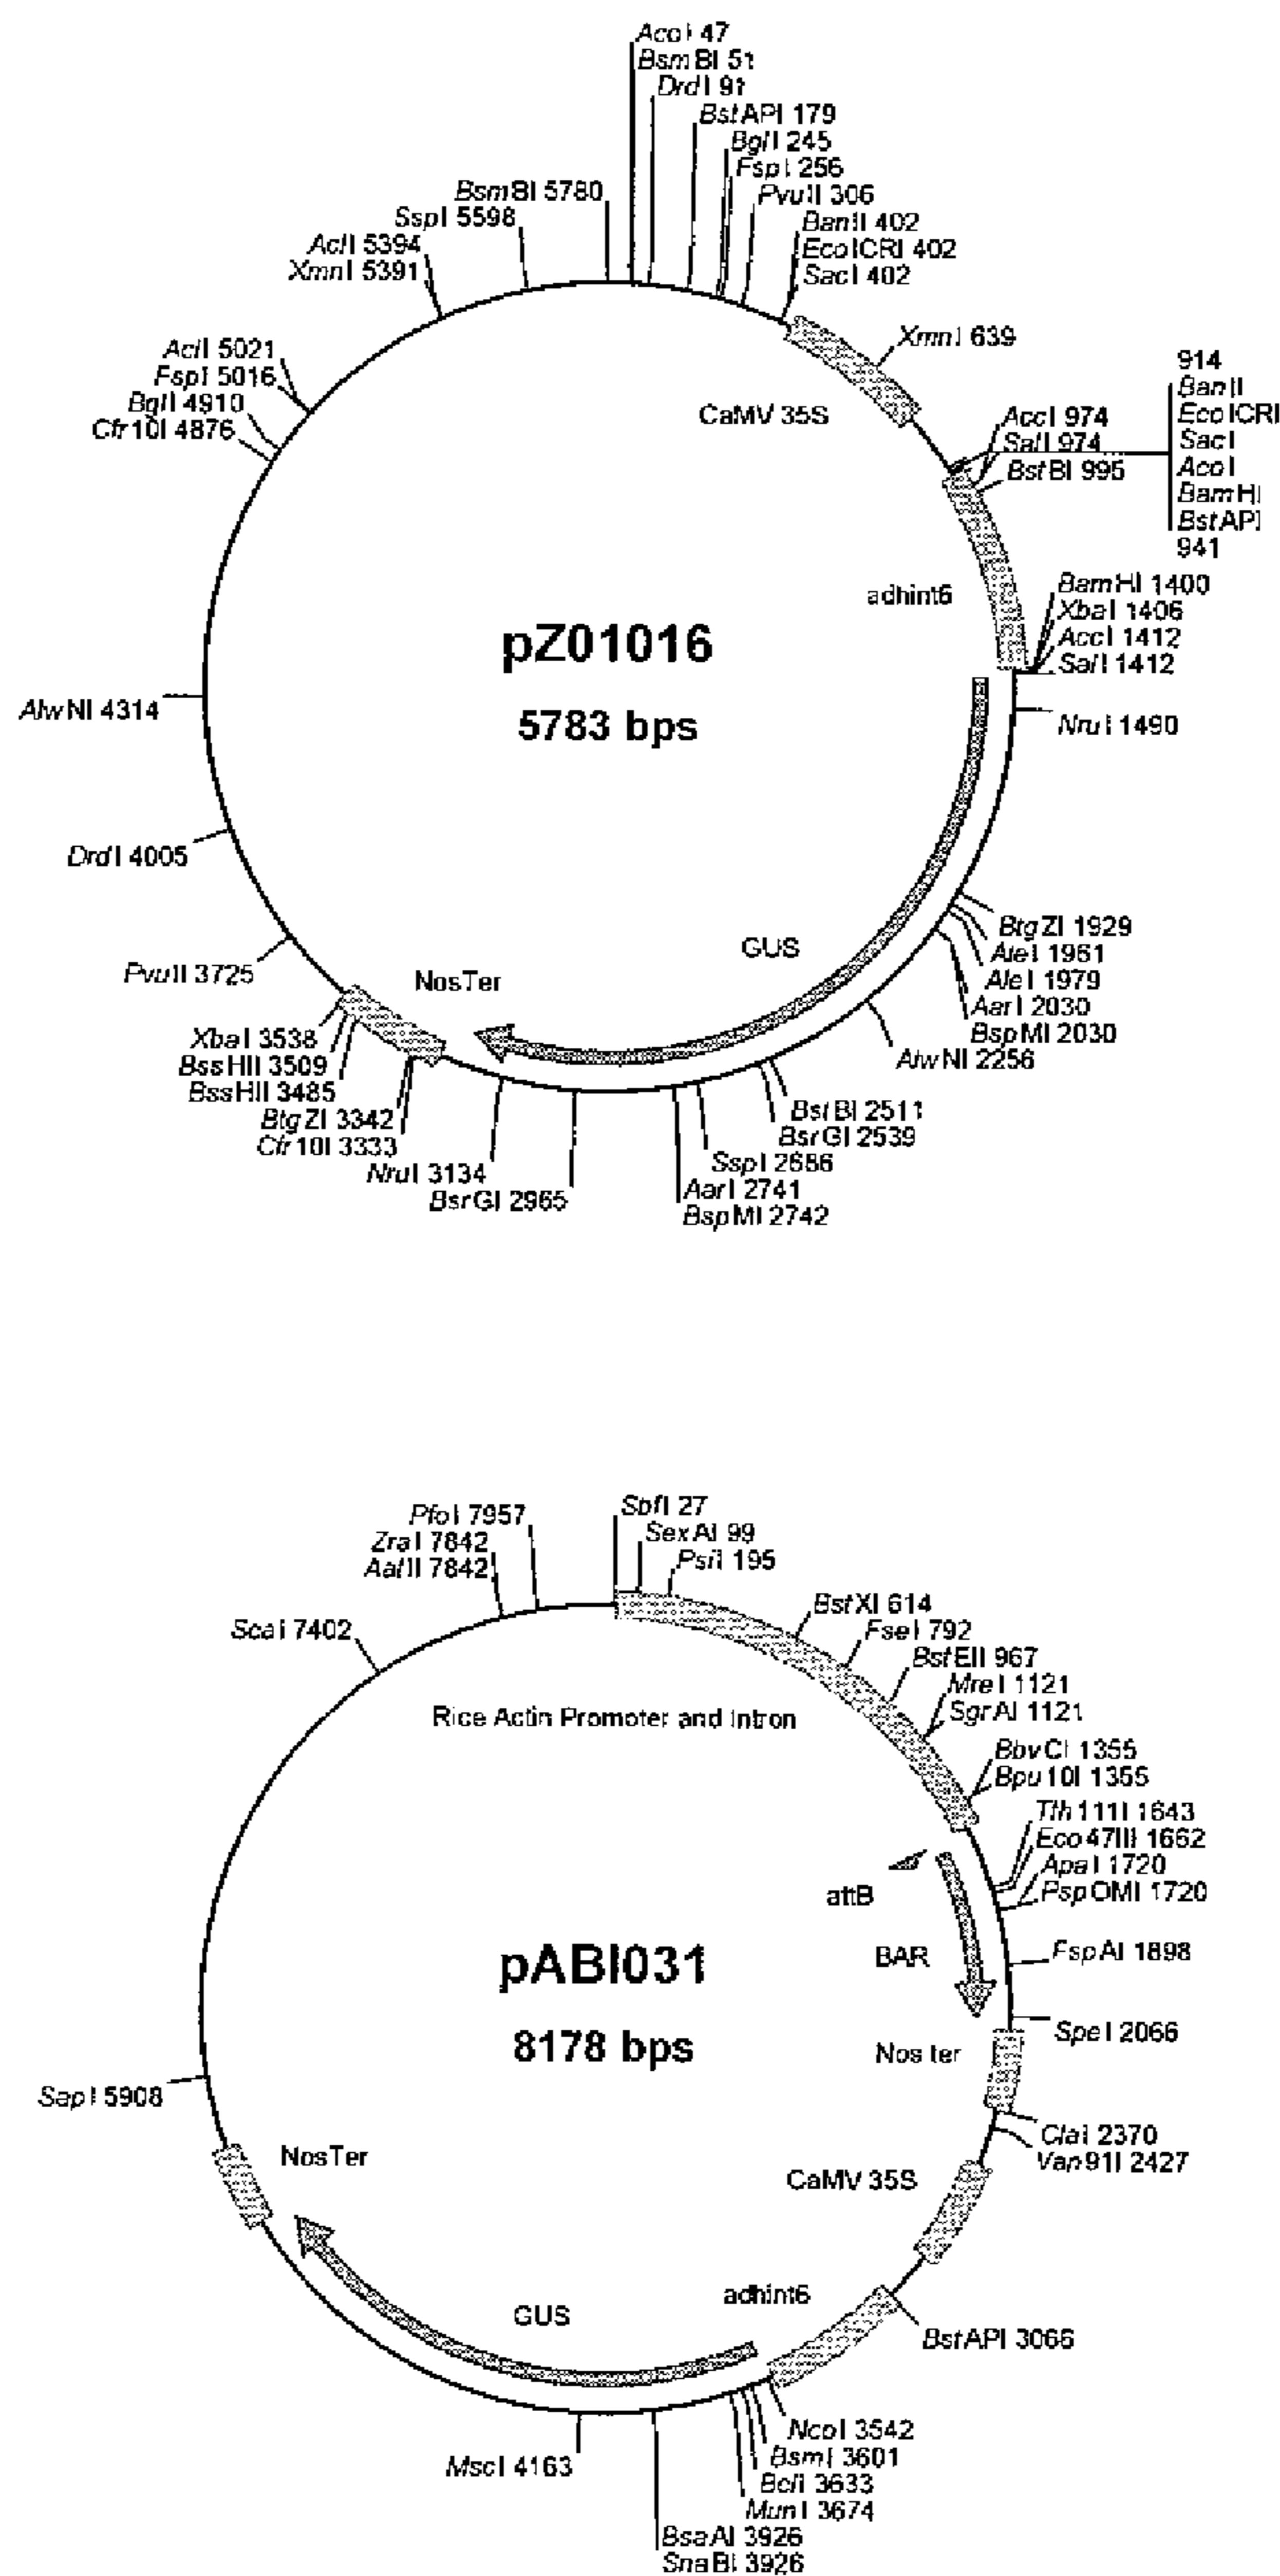 AcoI 47
BsmBI 51
DrdI 91
BstAPI 179
BglI 245
FspI 256
PvuII 306
BanII 402
EcoICRI 402
SacI 402
BsmBI 5780
SspI 5598
AclI 5394
XmnI 5391
XmnI 639
AclI 5021
FspI 5016
BglI 4910
Cfr10I 4876
CaMV 35S
AccI 974
SalI 974
BstBI 995
914
BanII
EcoICRI
SacI
AcoI
BamHI
BstAPI
941
adhint6
BamHI 1400
XbaI 1406
AccI 1412
SalI 1412
pZ01016
5783 bps
AlwNI 4314
NruI 1490
DrdI 4005
BtgZI 1929
AleI 1961
AleI 1979
AarI 2030
BspMI 2030
GUS
PvuII 3725
NosTer
AlwNI 2256
XbaI 3538
BssHII 3509
BssHII 3485
BtgZI 3342
Cfr10I 3333
NruI 3134
BsrGI 2965
BstBI 2511
BsrGI 2539
SspI 2686
AarI 2741
BspMI 2742
PfoI 7957
ZraI 7842
AatII 7842
SbfI 27
SexAI 99
PsiI 195
ScaI 7402
BstXI 614
FseI 792
BstEII 967
MreI 1121
SgrAI 1121
Rice Actin Promoter and Intron
BbvCI 1355
Bpu10I 1355
Tth111I 1643
Eco47III 1662
ApaI 1720
PspOMI 1720
attB
BAR
FspAI 1898
pABI031
8178 bps
SpeI 2066
Nos ter
SapI 5908
ClaI 2370
Van91I 2427
NosTer
CaMV 35S
adhint6
GUS
BstAPI 3066
NcoI 3542
BsmI 3601
BclI 3633
MunI 3674
MscI 4163
BsaAI 3926
SnaBI 3926